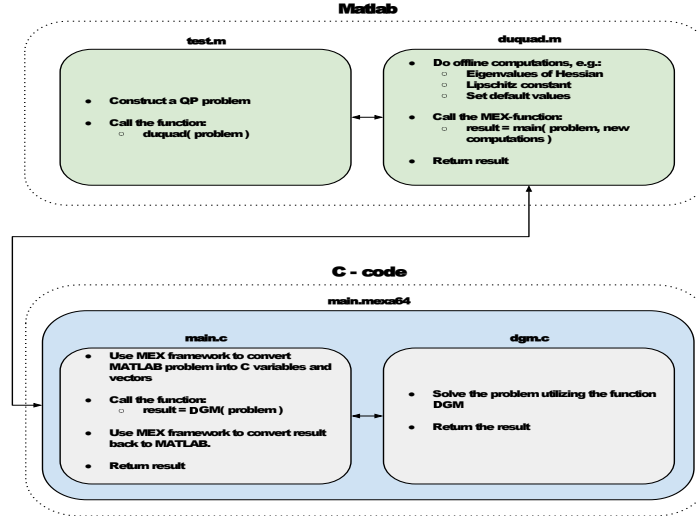 Matlab
test.m
• Construct a QP problem
• Call the function:
○ duquad( problem )
duquad.m
• Do offline computations, e.g.:
○ Eigenvalues of Hessian
○ Lipschitz constant
○ Set default values
• Call the MEX-function:
○ result = main( problem, new
computations )
• Return result
C - code
main.mexa64
main.c
• Use MEX framework to convert
MATLAB problem into C variables and
vectors
• Call the function:
○ result = DGM( problem )
• Use MEX framework to convert result
back to MATLAB.
• Return result
dgm.c
• Solve the problem utilizing the function
DGM
• Return the result